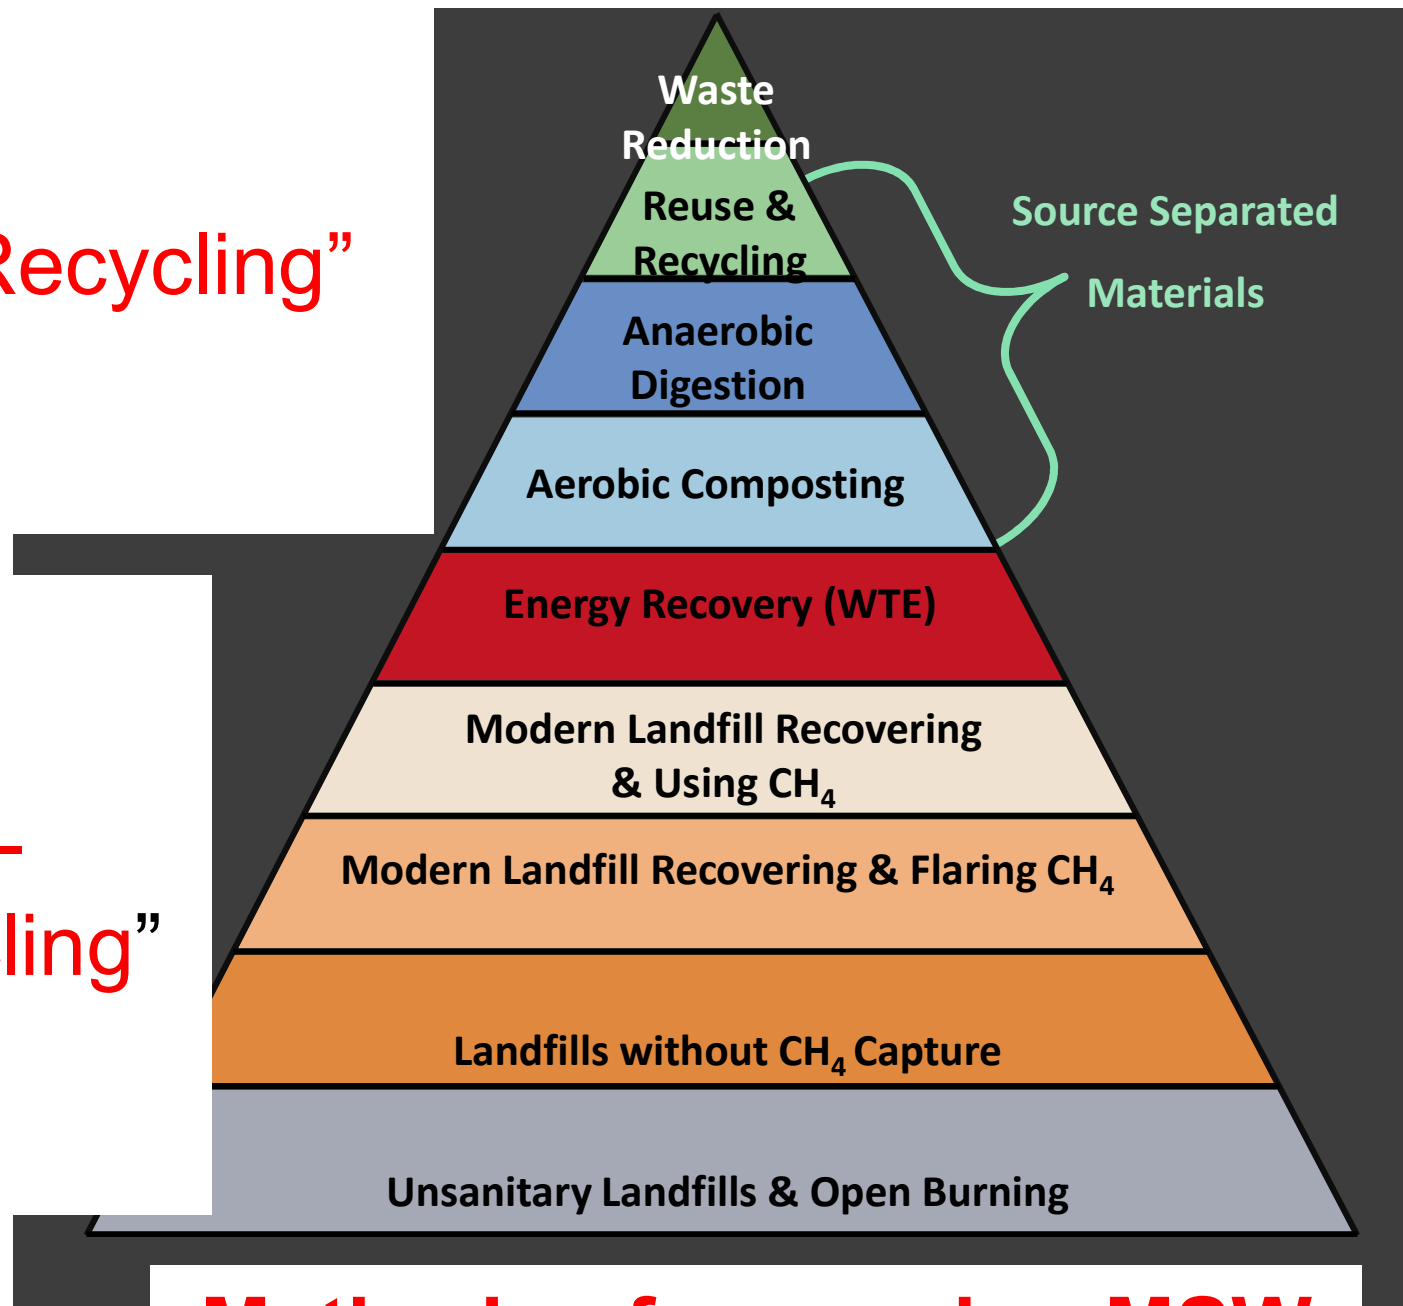 Waste
Reduction
Reuse &
Recycling
Source Separated
Materials
Recycling”
Anaerobic
Digestion
Aerobic Composting
Energy Recovery (WTE)
Modern Landfill Recovering
& Using CH₄
Modern Landfill Recovering & Flaring CH₄
ling”
Landfills without CH₄ Capture
Unsanitary Landfills & Open Burning
MSW